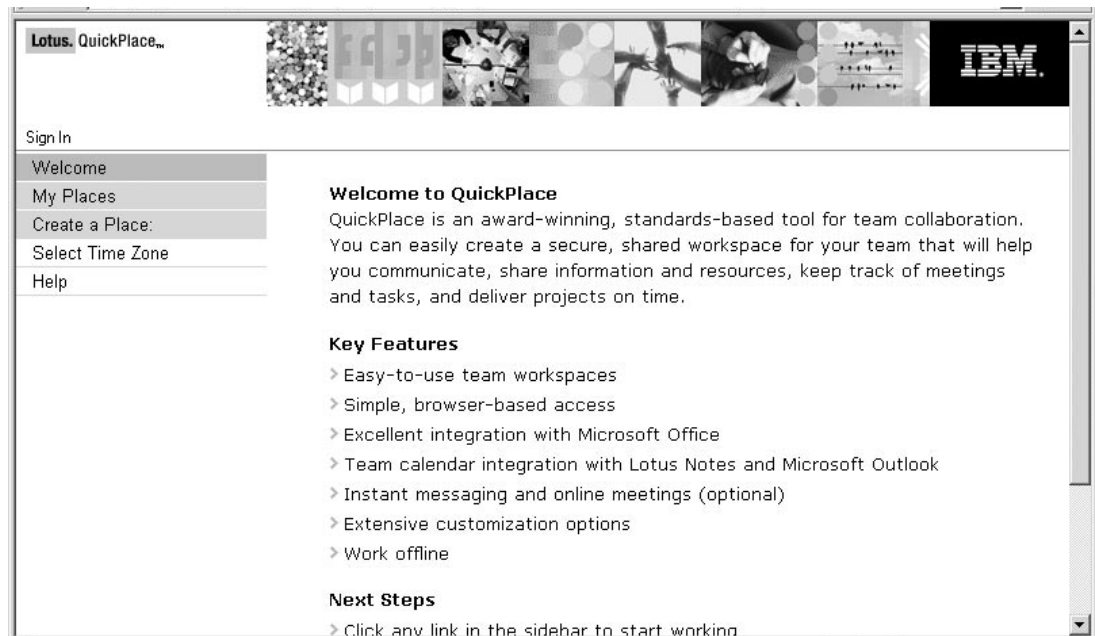 Lotus. QuickPlace™
IBM.
Sign In
Welcome
My Places
Create a Place:
Select Time Zone
Help
Welcome to QuickPlace
QuickPlace is an award-winning, standards-based tool for team collaboration.
You can easily create a secure, shared workspace for your team that will help
you communicate, share information and resources, keep track of meetings
and tasks, and deliver projects on time.
Key Features
> Easy-to-use team workspaces
> Simple, browser-based access
> Excellent integration with Microsoft Office
> Team calendar integration with Lotus Notes and Microsoft Outlook
> Instant messaging and online meetings (optional)
> Extensive customization options
> Work offline
Next Steps
> Click any link in the sidebar to start working